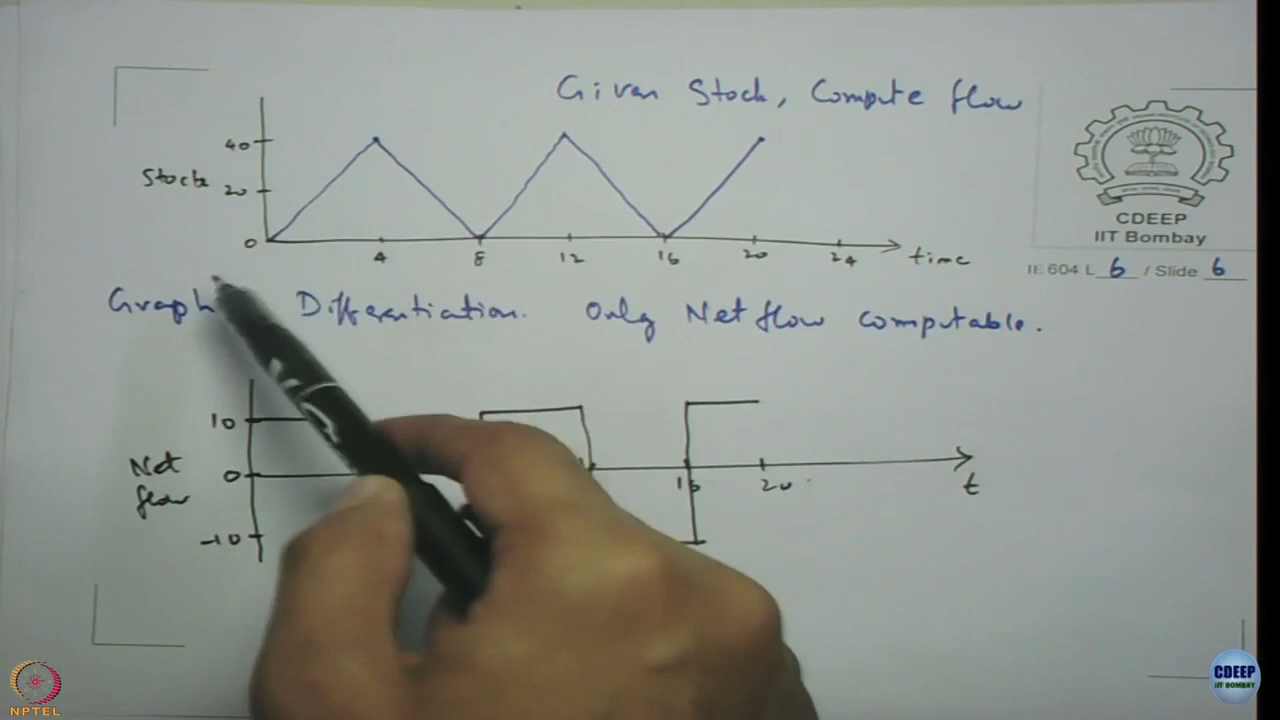 Given Stock, Compute flow
40
Stock 20
0
4 8 12 16 20 24 time
CDEEP
IIT Bombay
IE 604 L 6 / Slide 6
Graph Differentiation. Only Net flow computable.
10
Net flow
0
-10
16 20 t
NPTEL
CDEEP
IIT BOMBAY